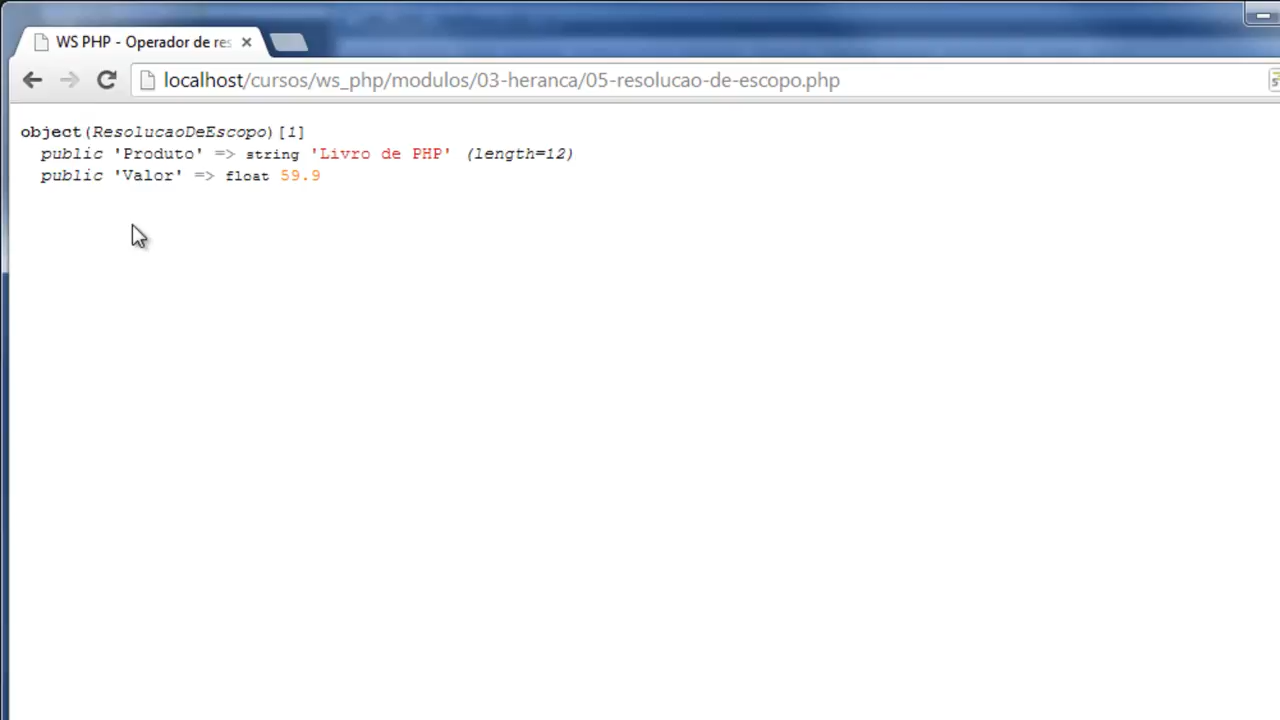 WS PHP - Operador de res
localhost/cursos/ws_php/modulos/03-heranca/05-resolucao-de-escopo.php
object(ResolucaoDeEscopo)[1]
public 'Produto' => string 'Livro de PHP' (length=12)
public 'Valor' => float 59.9